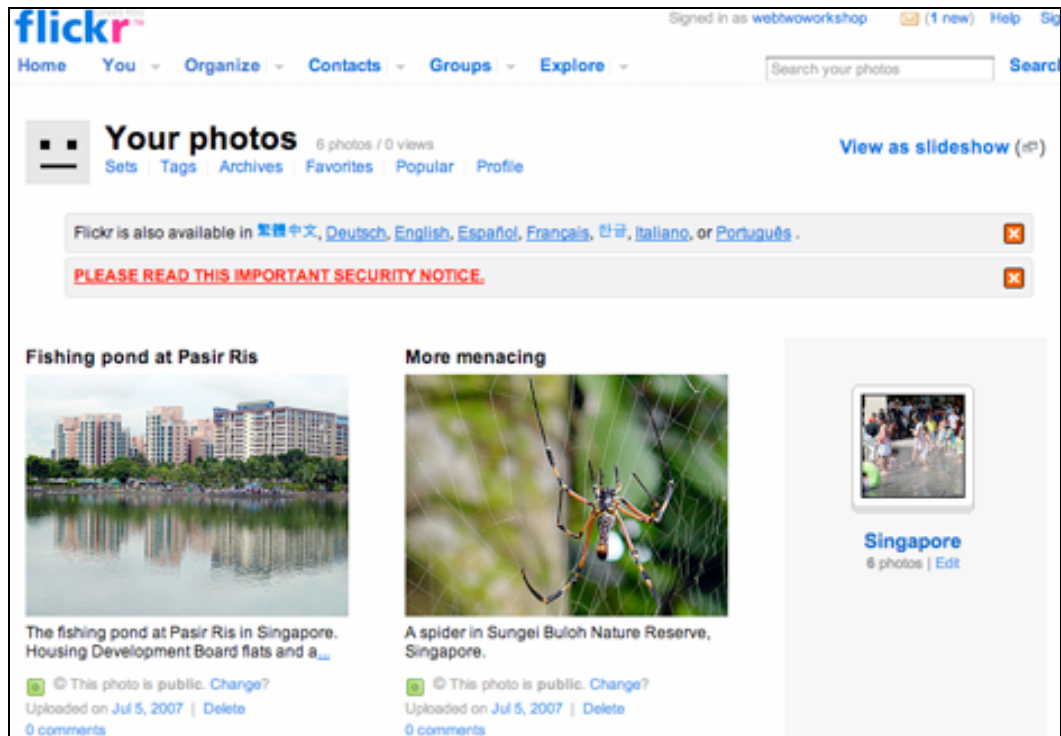 flickr
Signed in as webtwoworkshop (1 new) Help Sig
Home You Organize Contacts Groups Explore Search your photos Searc
Your photos 6 photos / 0 views
View as slideshow
Sets Tags Archives Favorites Popular Profile
Flickr is also available in 繁體中文, Deutsch, English, Español, Français, 한글, Italiano, or Português .
PLEASE READ THIS IMPORTANT SECURITY NOTICE.
Fishing pond at Pasir Ris
The fishing pond at Pasir Ris in Singapore.
Housing Development Board flats and a...
© This photo is public. Change?
Uploaded on Jul 5, 2007 | Delete
0 comments
More menacing
A spider in Sungei Buloh Nature Reserve,
Singapore.
© This photo is public. Change?
Uploaded on Jul 5, 2007 | Delete
0 comments
Singapore
6 photos | Edit